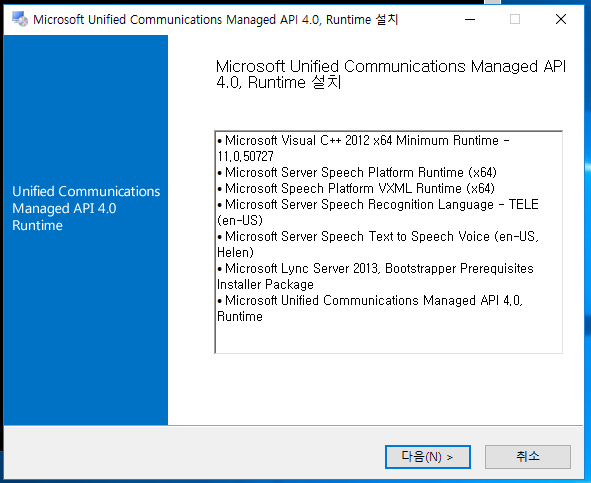 Microsoft Unified Communications Managed API 4.0, Runtime 설치
Microsoft Unified Communications Managed API
4.0, Runtime 설치
• Microsoft Visual C++ 2012 x64 Minimum Runtime -
11.0.50727
• Microsoft Server Speech Platform Runtime (x64)
• Microsoft Speech Platform VXML Runtime (x64)
• Microsoft Server Speech Recognition Language - TELE
(en-US)
• Microsoft Server Speech Text to Speech Voice (en-US,
Helen)
• Microsoft Lync Server 2013, Bootstrapper Prerequisites
Installer Package
• Microsoft Unified Communications Managed API 4.0,
Runtime
Unified Communications
Managed API 4.0
Runtime
다음(N) >
취소